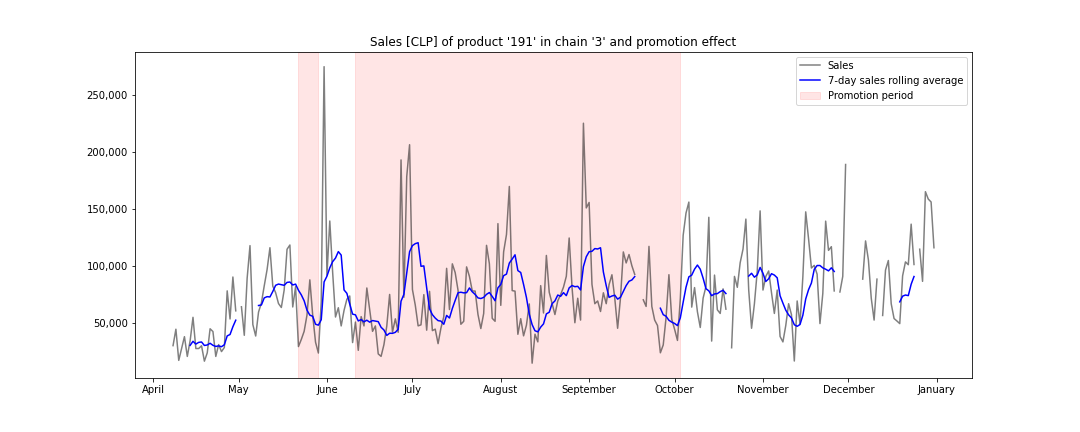 Sales [CLP] of product '191' in chain '3' and promotion effect
Sales
7-day sales rolling average
Promotion period
250,000
200,000
150,000
100,000
50,000
April May June July August September October November December January